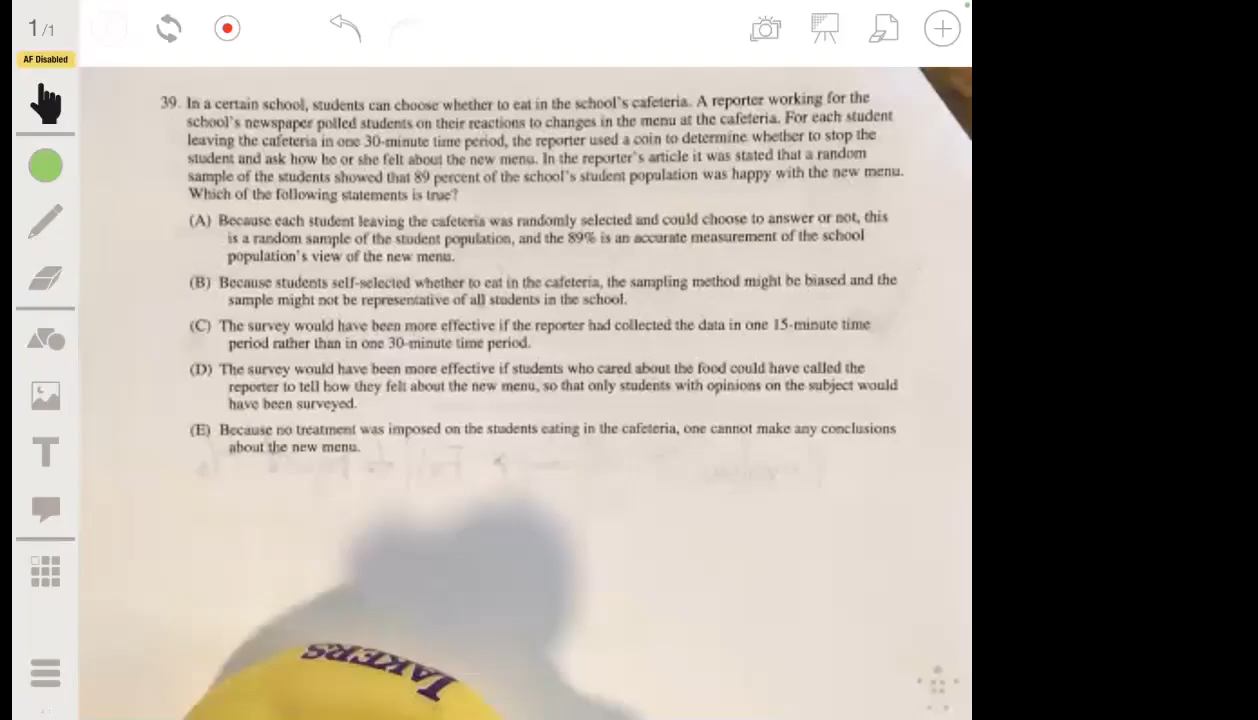 1/1
AF Disabled
39. In a certain school, students can choose whether to eat in the school's cafeteria. A reporter working for the
school's newspaper polled students on their reactions to changes in the menu at the cafeteria. For each student
leaving the cafeteria in one 30-minute time period, the reporter used a coin to determine whether to stop the
student and ask how he or she felt about the new menu. In the reporter's article it was stated that a random
sample of the students showed that 89 percent of the school's student population was happy with the new menu.
Which of the following statements is true?
(A) Because each student leaving the cafeteria was randomly selected and could choose to answer or not, this
is a random sample of the student population, and the 89% is an accurate measurement of the school
population's view of the new menu.
(B) Because students self-selected whether to eat in the cafeteria, the sampling method might be biased and the
sample might not be representative of all students in the school.
(C) The survey would have been more effective if the reporter had collected the data in one 15-minute time
period rather than in one 30-minute time period.
(D) The survey would have been more effective if students who cared about the food could have called the
reporter to tell how they felt about the new menu, so that only students with opinions on the subject would
have been surveyed.
(E) Because no treatment was imposed on the students eating in the cafeteria, one cannot make any conclusions
about the new menu.
T
LAKERS